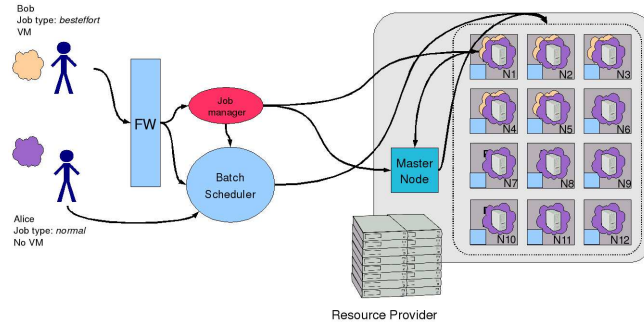 Bob
Job type: besteffort
VM
FW
Job
manager
Batch
Scheduler
Master
Node
Alice
Job type: normal
No VM
N1
N2
N3
N4
N5
N6
N7
N8
N9
N10
N11
N12
Resource Provider